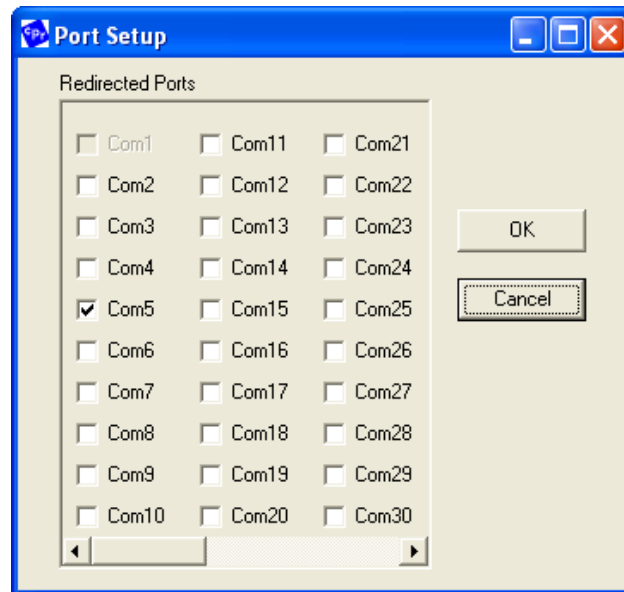 CPr Port Setup
Redirected Ports
Com1 Com11 Com21
Com2 Com12 Com22
Com3 Com13 Com23
Com4 Com14 Com24
Com5 Com15 Com25
Com6 Com16 Com26
Com7 Com17 Com27
Com8 Com18 Com28
Com9 Com19 Com29
Com10 Com20 Com30
OK
Cancel